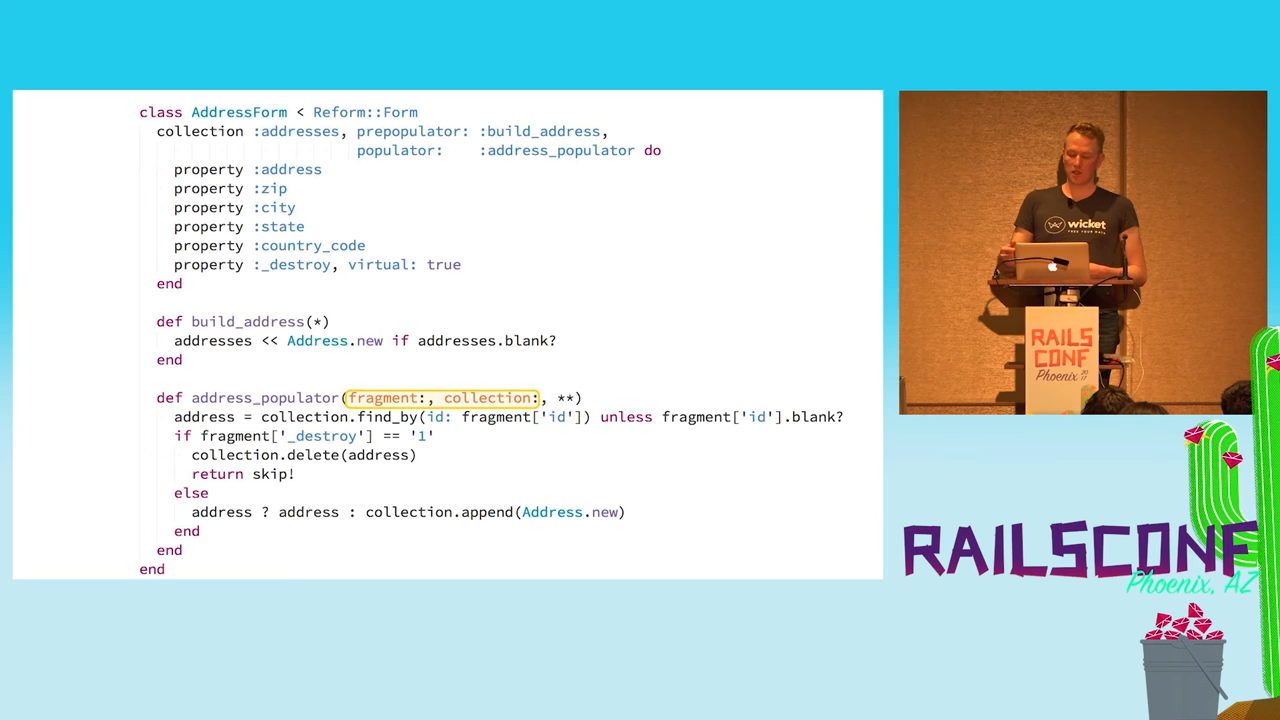 class AddressForm < Reform::Form
collection :addresses, prepopulator: :build_address,
populator: :address_populator do
property :address
property :zip
property :city
property :state
property :country_code
property :_destroy, virtual: true
end
def build_address(*)
addresses << Address.new if addresses.blank?
end
def address_populator(fragment:, collection:, **)
address = collection.find_by(id: fragment['id']) unless fragment['id'].blank?
if fragment['_destroy'] == '1'
collection.delete(address)
return skip!
else
address ? address : collection.append(Address.new)
end
end
end
wicket
RAILS
CONF
Phoenix 2017
RAILSCONF
Phoenix, AZ